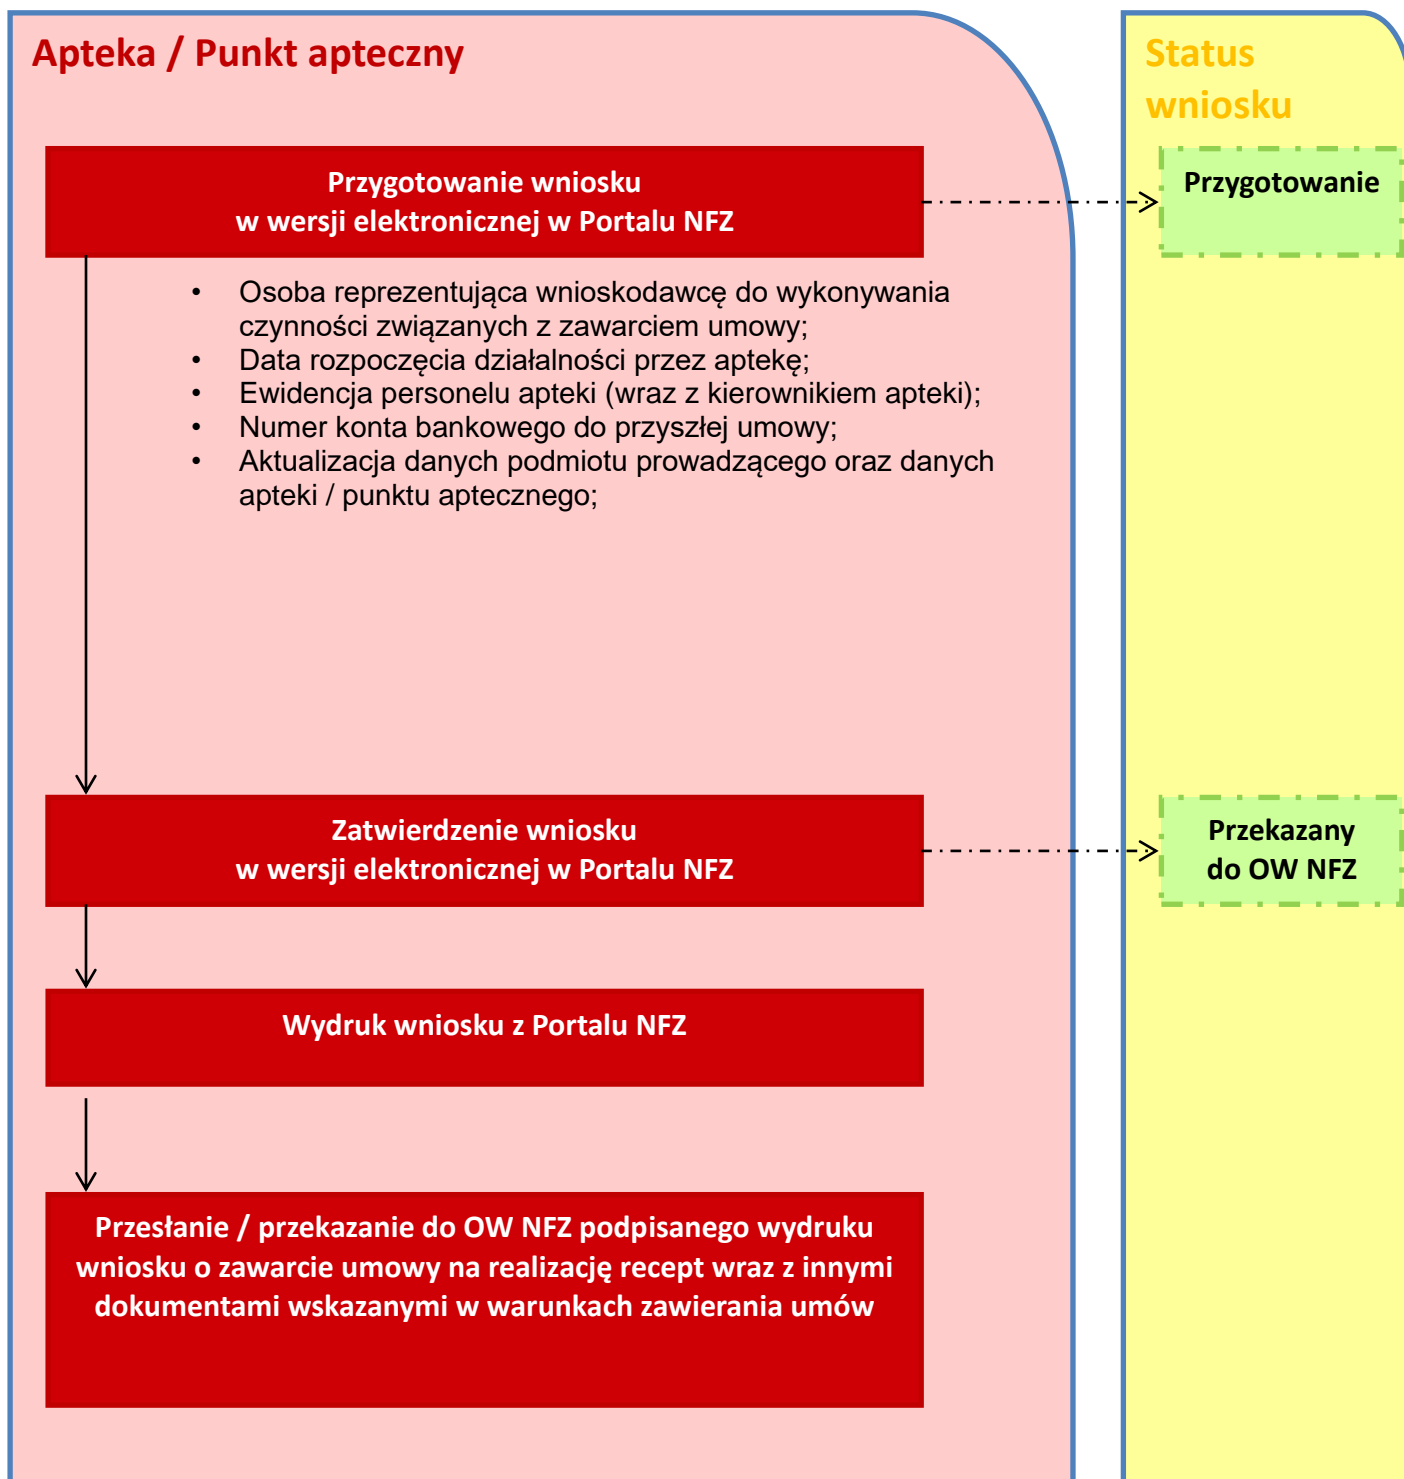 Apteka / Punkt apteczny
Status
wniosku
Przygotowanie wniosku
w wersji elektronicznej w Portalu NFZ
Przygotowanie
• Osoba reprezentująca wnioskodawcę do wykonywania
czynności związanych z zawarciem umowy;
• Data rozpoczęcia działalności przez aptekę;
• Ewidencja personelu apteki (wraz z kierownikiem apteki);
• Numer konta bankowego do przyszłej umowy;
• Aktualizacja danych podmiotu prowadzącego oraz danych
apteki / punktu aptecznego;
Zatwierdzenie wniosku
w wersji elektronicznej w Portalu NFZ
Przekazany
do OW NFZ
Wydruk wniosku z Portalu NFZ
Przesłanie / przekazanie do OW NFZ podpisanego wydruku
wniosku o zawarcie umowy na realizację recept wraz z innymi
dokumentami wskazanymi w warunkach zawierania umów